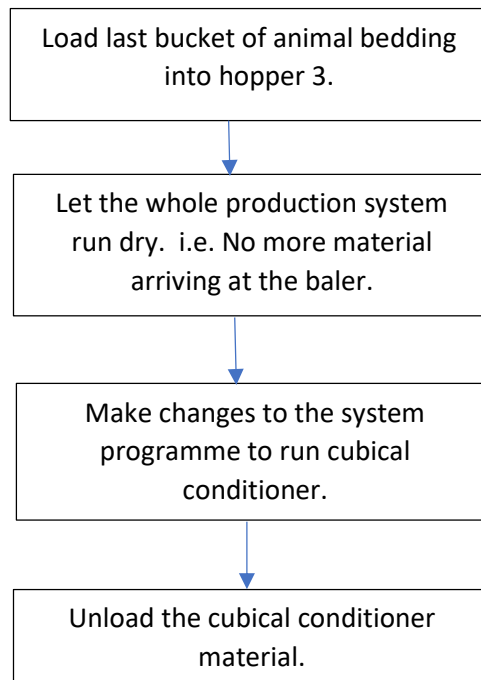 Load last bucket of animal bedding
into hopper 3.
Let the whole production system
run dry.  i.e. No more material
arriving at the baler.
Make changes to the system
programme to run cubical
conditioner.
Unload the cubical conditioner
material.